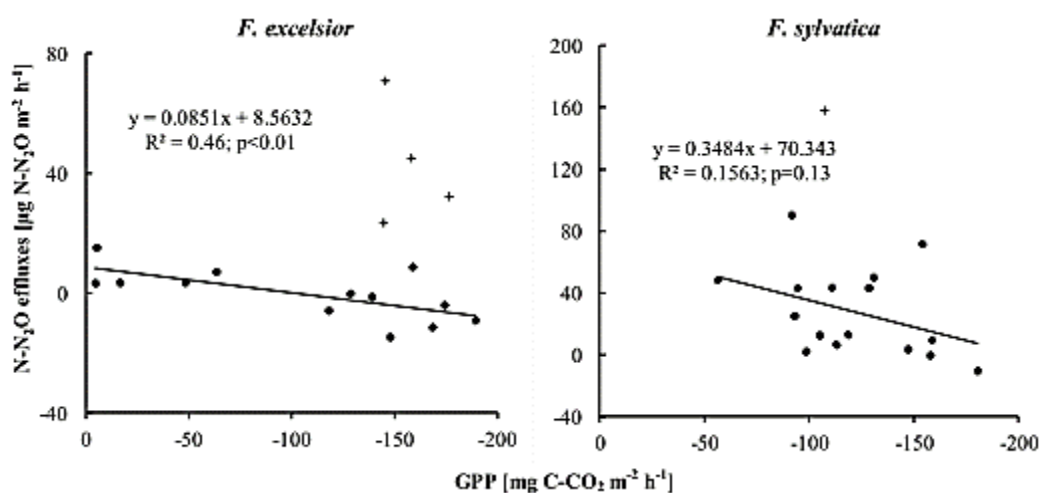 F. excelsior
F. sylvatica
N-N₂O effluxes [µg N-N₂O m⁻² h⁻¹]
80
40
0
-40
y = 0.0851x + 8.5632
R² = 0.46; p<0.01
0
-50
-100
-150
-200
200
160
120
80
40
0
-40
y = 0.3484x + 70.343
R² = 0.1563; p=0.13
0
-50
-100
-150
-200
GPP [mg C-CO₂ m⁻² h⁻¹]